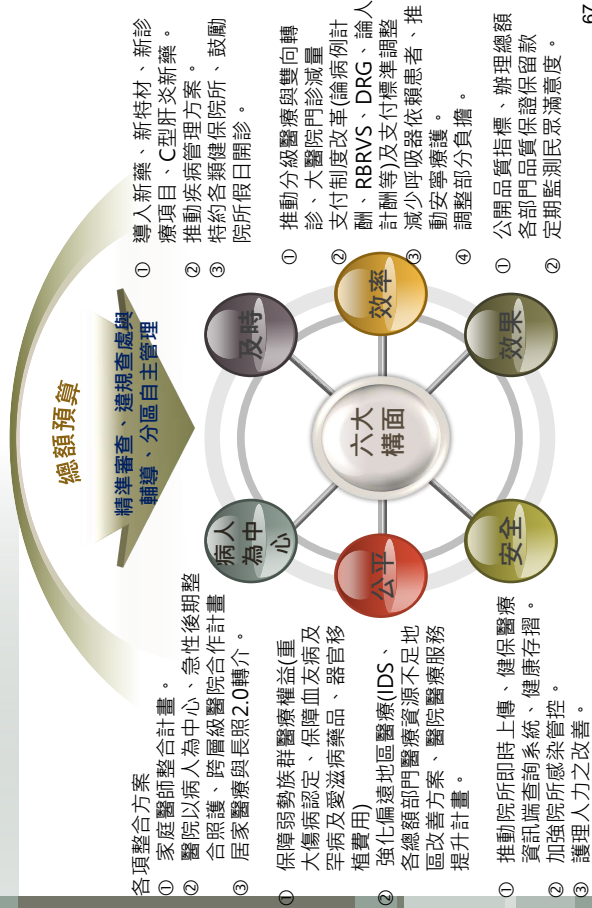 總額預算
精準審查、違規查處與
輔導、分區自主管理
各項整合方案
① 家庭醫師整合計畫。
② 醫院以病人為中心、急性後期整
合照護、跨層級醫院合作計畫
③ 居家醫療與長照2.0轉介。
① 保障弱勢族群醫療權益(重
大傷病認定、保障血友病及
罕病及愛滋病藥品、器官移
植費用)
② 強化偏遠地區醫療(IDS、
各總額部門醫療資源不足地
區改善方案、醫院醫療服務
提升計畫。
① 推動院所即時上傳、健保醫療
資訊端查詢系統、健康存摺。
② 加強院所感染管控。
③ 護理人力之改善。
病人
為中
心
及時
公平
六大
構面
效率
安全
效果
① 導入新藥、新特材、新診
療項目、C型肝炎新藥。
② 推動疾病管理方案。
③ 特約各類健保院所、鼓勵
院所假日開診。
① 推動分級醫療與雙向轉
診、大醫院門診減量
② 支付制度改革(論病例計
酬、RBRVS、DRG、論人
計酬等)及支付標準調整
③ 減少呼吸器依賴患者、推
動安寧療護。
④ 調整部分負擔。
① 公開品質指標、辦理總額
各部門品質保證保留款
② 定期監測民眾滿意度。
67